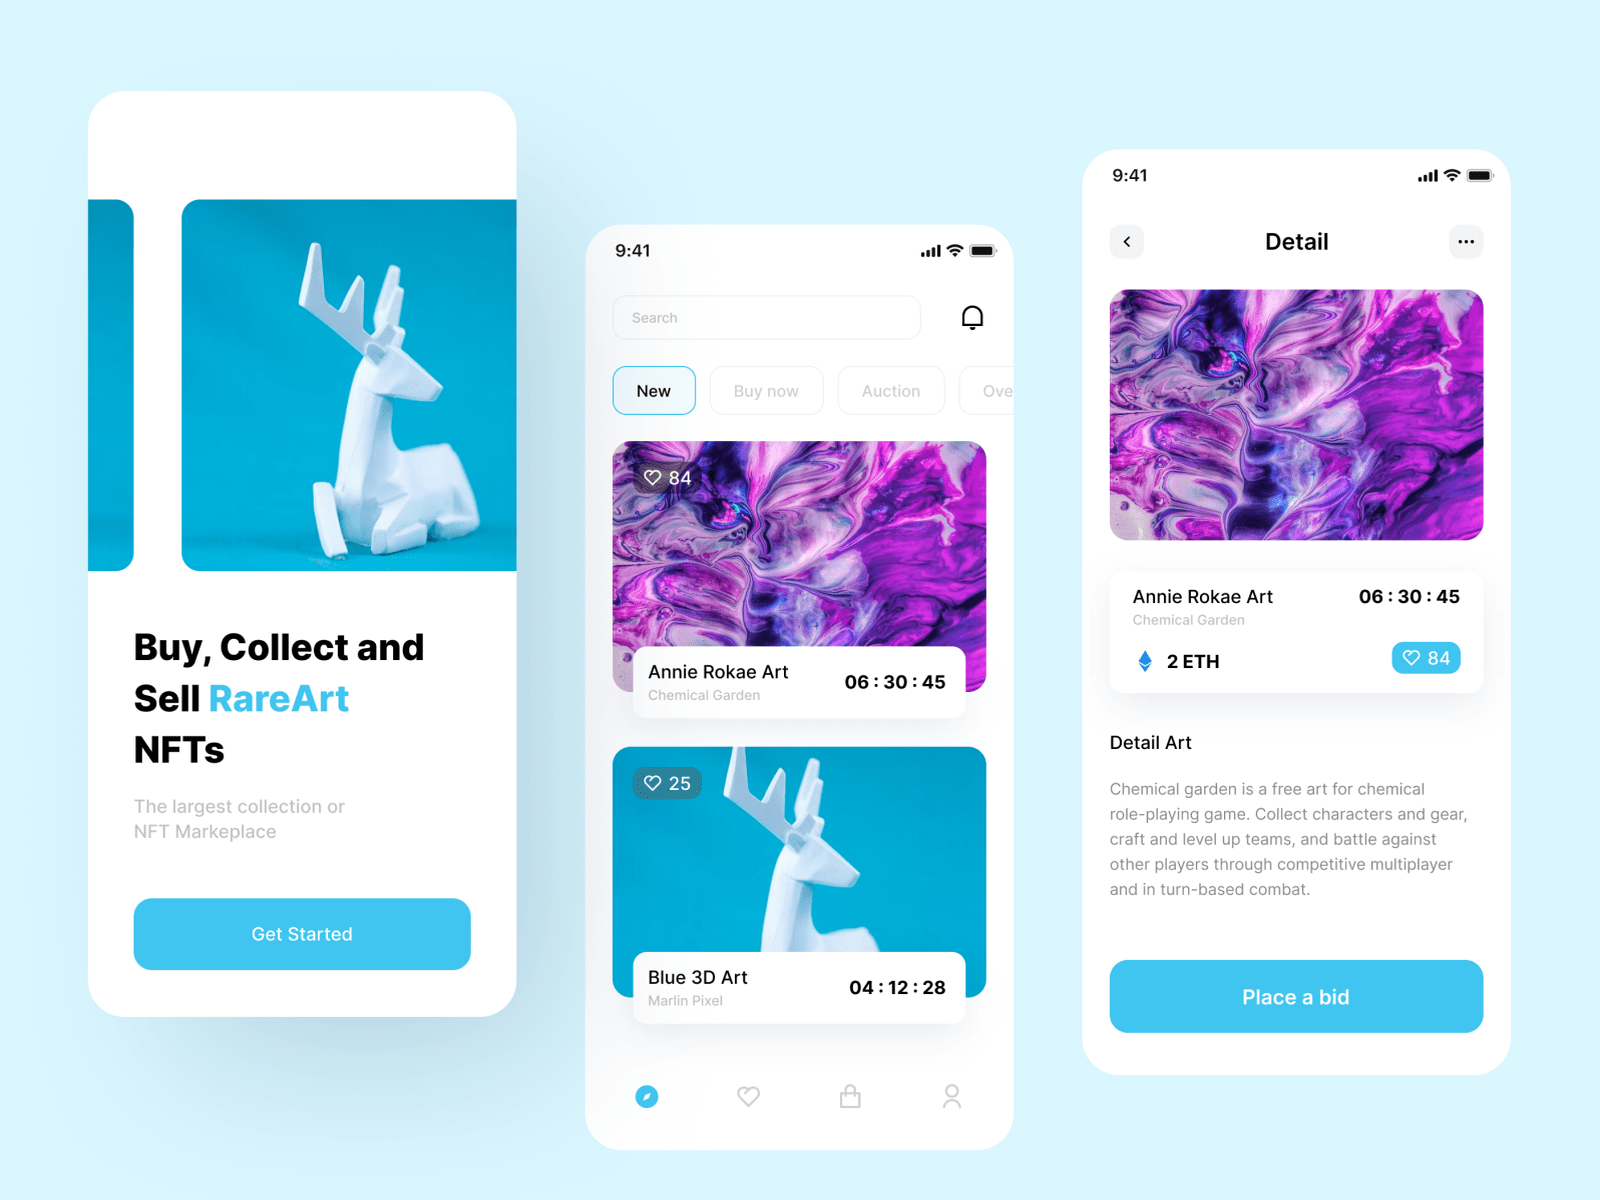 Buy, Collect and
Sell RareArt
NFTs
The largest collection or
NFT Markeplace
Get Started
9:41
Search
New
Buy now
Auction
Ove
84
Annie Rokae Art
Chemical Garden
06 : 30 : 45
25
Blue 3D Art
Marlin Pixel
04 : 12 : 28
9:41
Detail
Annie Rokae Art
06 : 30 : 45
Chemical Garden
2 ETH
84
Detail Art
Chemical garden is a free art for chemical
role-playing game. Collect characters and gear,
craft and level up teams, and battle against
other players through competitive multiplayer
and in turn-based combat.
Place a bid